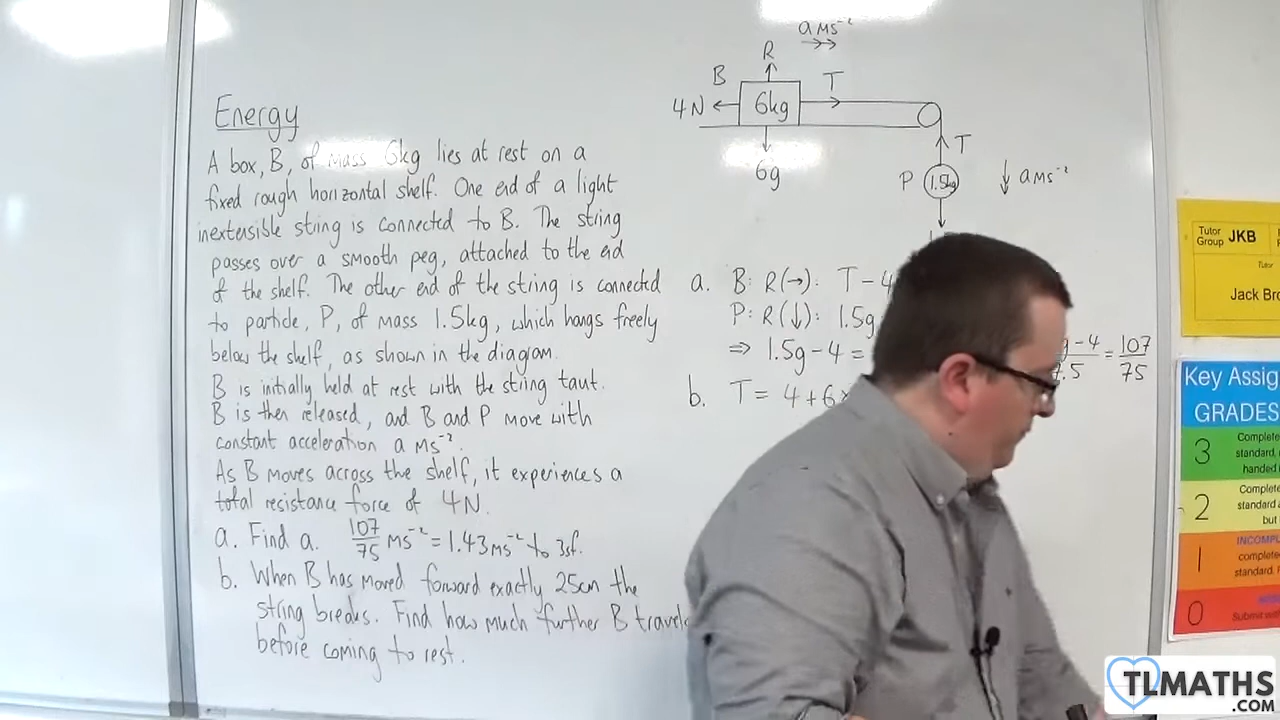 Energy
A box, B, of mass 6kg lies at rest on a
fixed rough horizontal shelf. One end of a light
inextensible string is connected to B. The string
passes over a smooth peg, attached to the end
of the shelf. The other end of the string is connected
to particle, P, of mass 1.5kg, which hangs freely
below the shelf, as shown in the diagram.
B is initially held at rest with the string taut.
B is then released, and B and P move with
constant acceleration a ms⁻².
As B moves across the shelf, it experiences a
total resistance force of 4N.
a. Find a. 107/75 ms⁻² = 1.43ms⁻² to 3sf.
b. When B has moved forward exactly 25cm the
string breaks. Find how much further B travels
before coming to rest.
a ms⁻²
R
B
T
4N
6kg
6g
T
P
1.5kg
a ms⁻²
a. B: R(→): T – 4
P: R(↓): 1.5g
⇒ 1.5g – 4 =
g – 4 / 7.5 = 107/75
b. T = 4 + 6×
Tutor
Group JKB
Tutor
Jack Bro
Key Assig
GRADES
3
Complete
standard,
handed i
2
Complete
standard a
but
1
INCOMPL
complete
standard.
0
Submit
TLMATHS
.COM